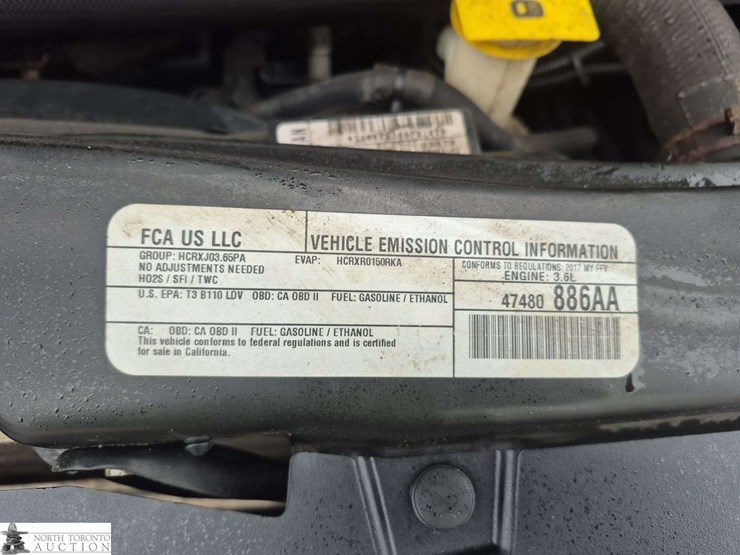 FCA US LLC
VEHICLE EMISSION CONTROL INFORMATION
GROUP: HCRXJ03.65PA EVAP: HCRXR0150RKA
NO ADJUSTMENTS NEEDED
HO2S / SFI / TWC
CONFORMS TO REGULATIONS: 2017 MY FFV
ENGINE: 3.6L
U.S. EPA: T3 B110 LDV OBD: CA OBD II FUEL: GASOLINE / ETHANOL
47480 886AA
CA: OBD: CA OBD II FUEL: GASOLINE / ETHANOL
This vehicle conforms to federal regulations and is certified
for sale in California.
NORTH TORONTO
AUCTION